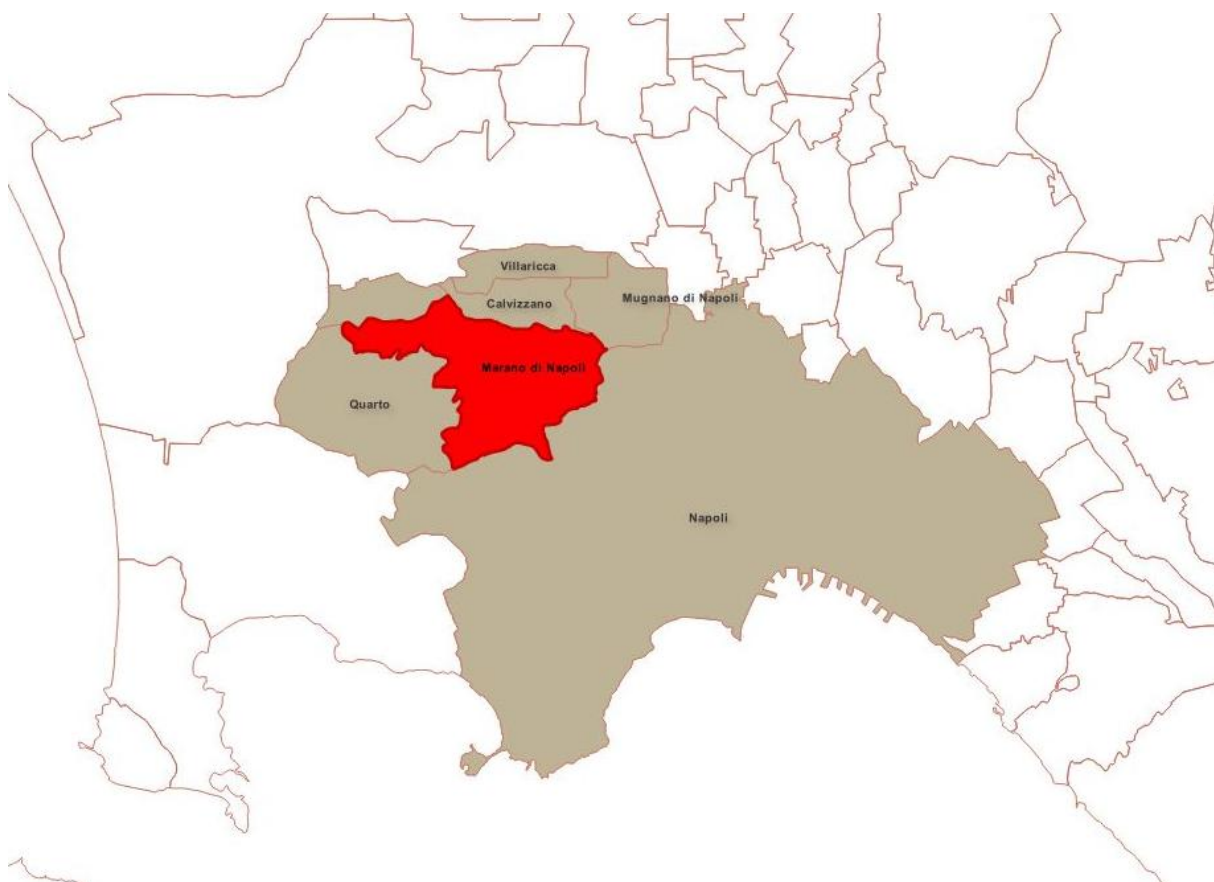 Villaricca
Mugnano di Napoli
Calvizzano
Marano di Napoli
Quarto
Napoli